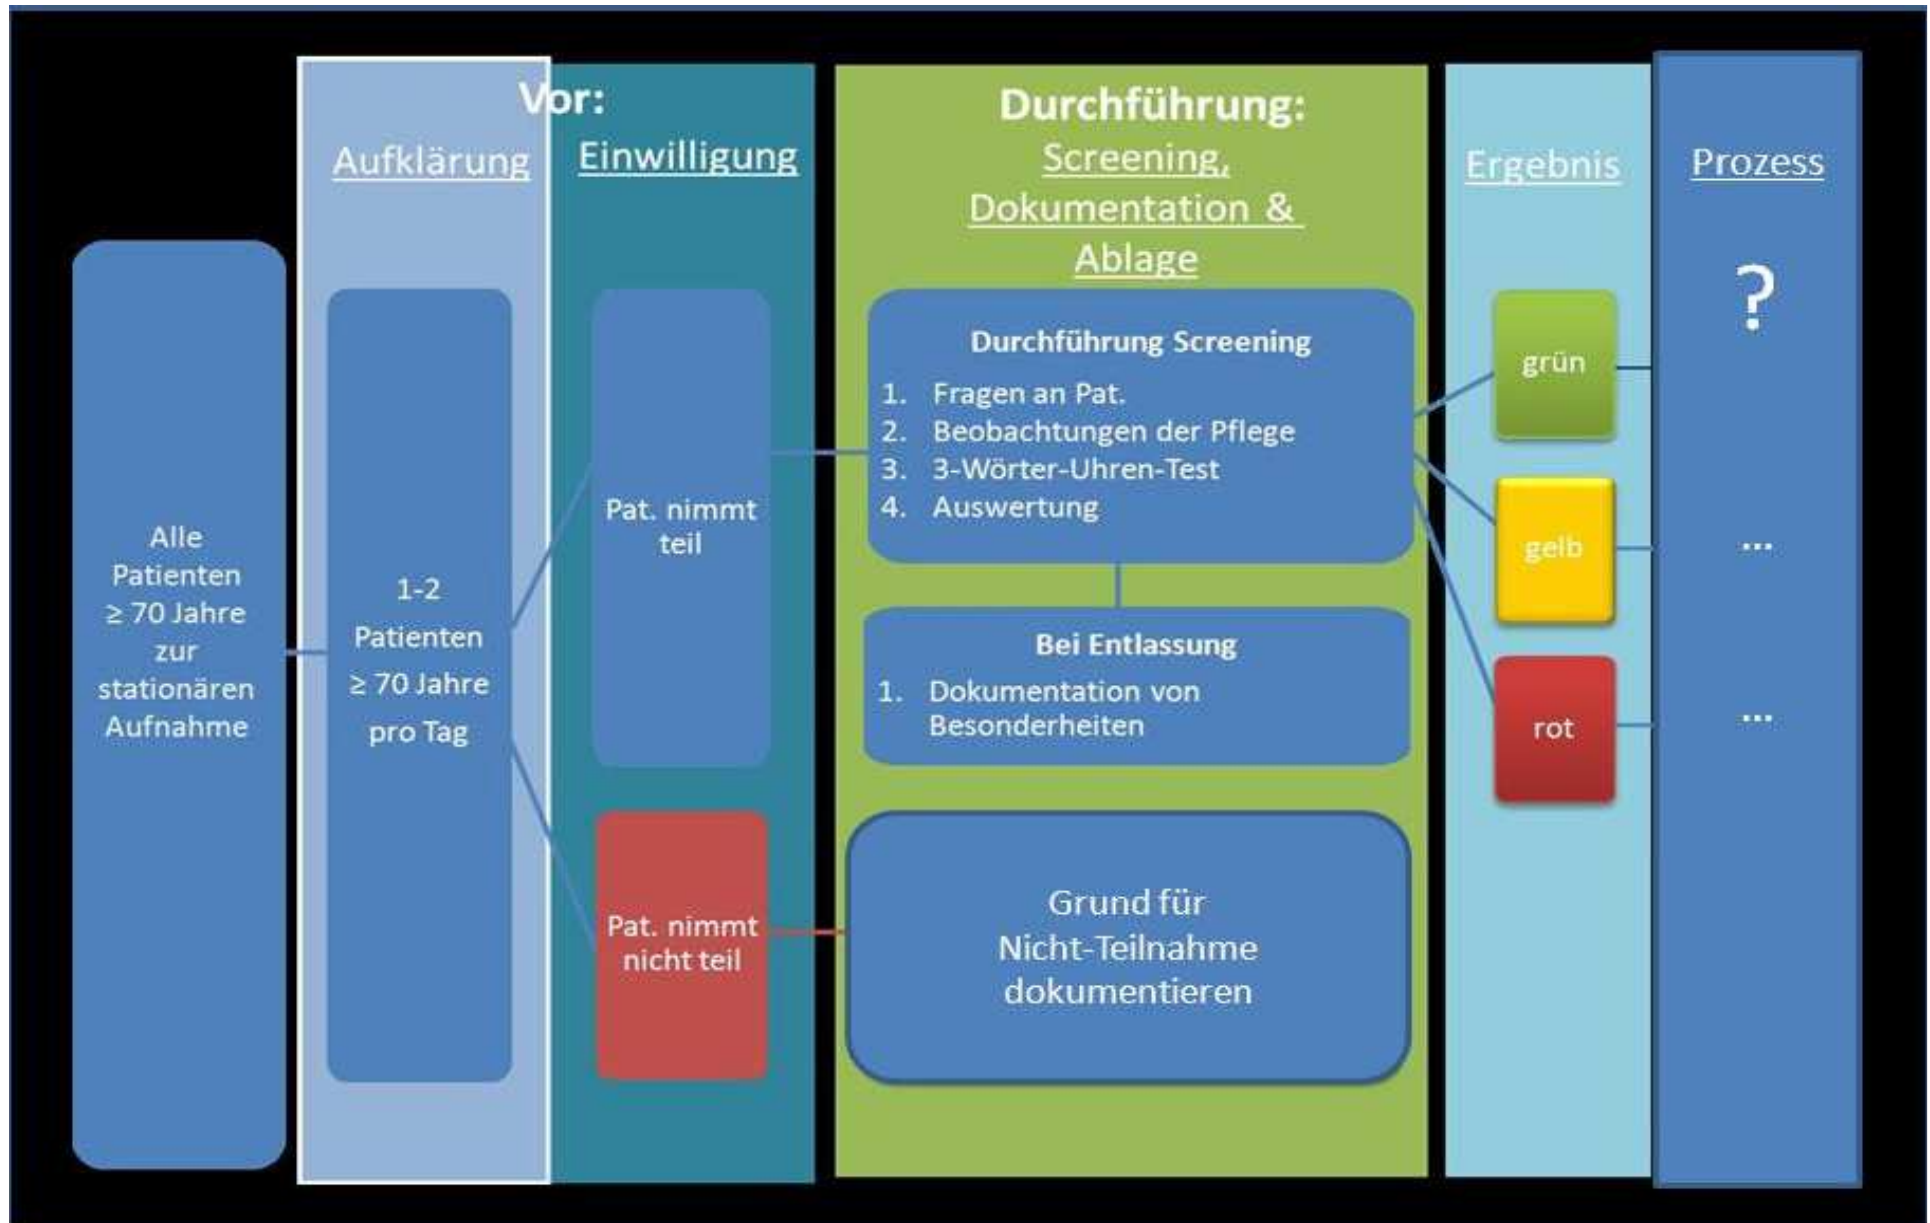 Vor:
Aufklärung
Einwilligung
Durchführung:
Screening,
Dokumentation &
Ablage
Ergebnis
Prozess
Alle
Patienten
≥ 70 Jahre
zur
stationären
Aufnahme
1-2
Patienten
≥ 70 Jahre
pro Tag
Pat. nimmt
teil
Pat. nimmt
nicht teil
Durchführung Screening
1. Fragen an Pat.
2. Beobachtungen der Pflege
3. 3-Wörter-Uhren-Test
4. Auswertung
Bei Entlassung
1. Dokumentation von
Besonderheiten
Grund für
Nicht-Teilnahme
dokumentieren
grün
gelb
rot
?
...
...